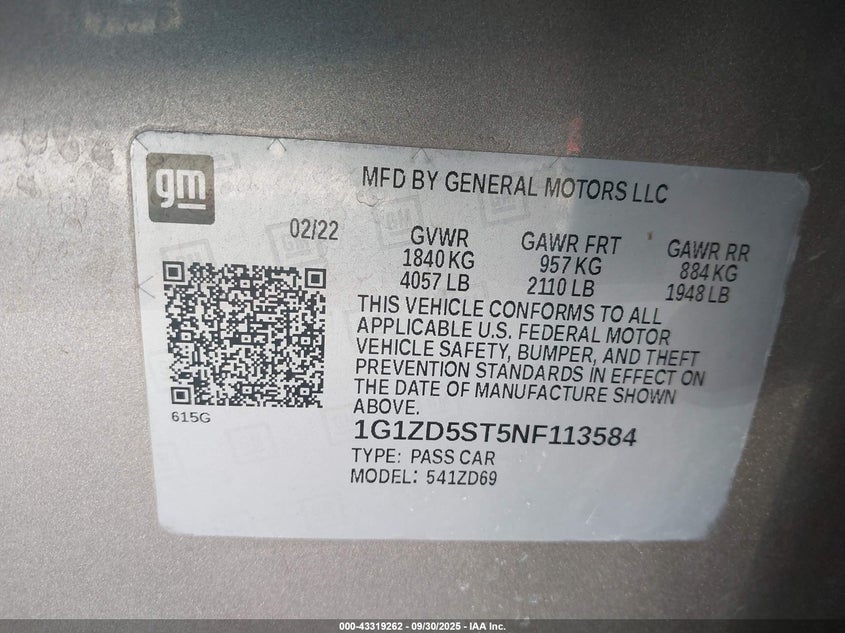 gm
MFD BY GENERAL MOTORS LLC
02/22
GVWR
1840 KG
4057 LB
GAWR FRT
957 KG
2110 LB
GAWR RR
884 KG
1948 LB
THIS VEHICLE CONFORMS TO ALL
APPLICABLE U.S. FEDERAL MOTOR
VEHICLE SAFETY, BUMPER, AND THEFT
PREVENTION STANDARDS IN EFFECT ON
THE DATE OF MANUFACTURE SHOWN
ABOVE.
615G
1G1ZD5ST5NF113584
TYPE: PASS CAR
MODEL: 541ZD69
000-43319262 - 09/30/2025 - IAA Inc.